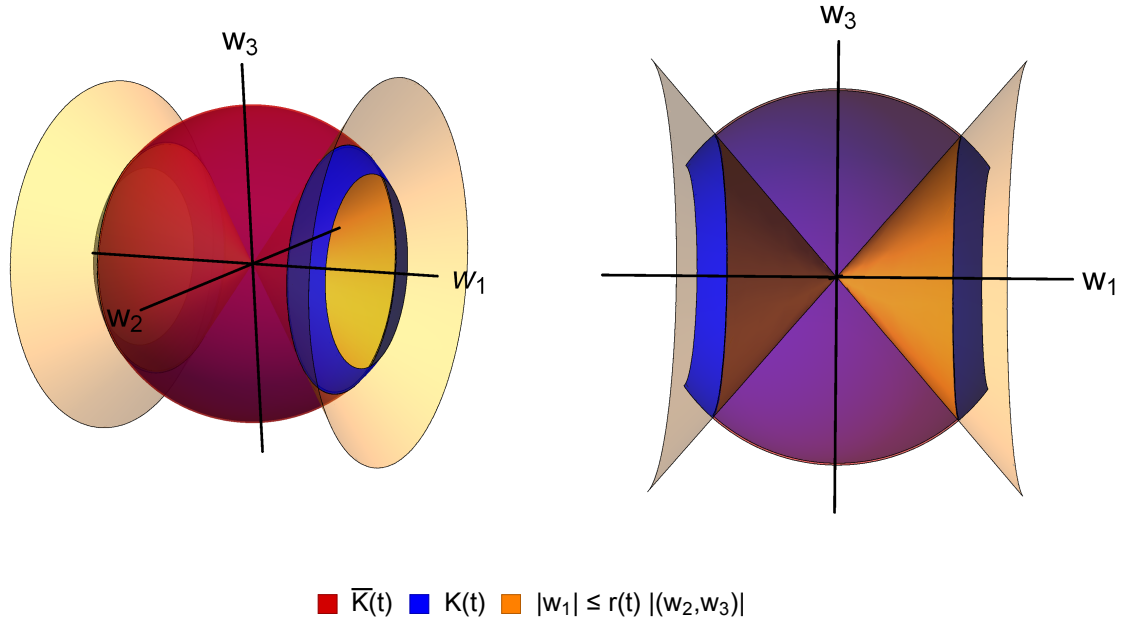 w₃
w₁
w₂
w₃
w₁
K̅(t) K(t) |w₁| ≤ r(t) |(w₂,w₃)|